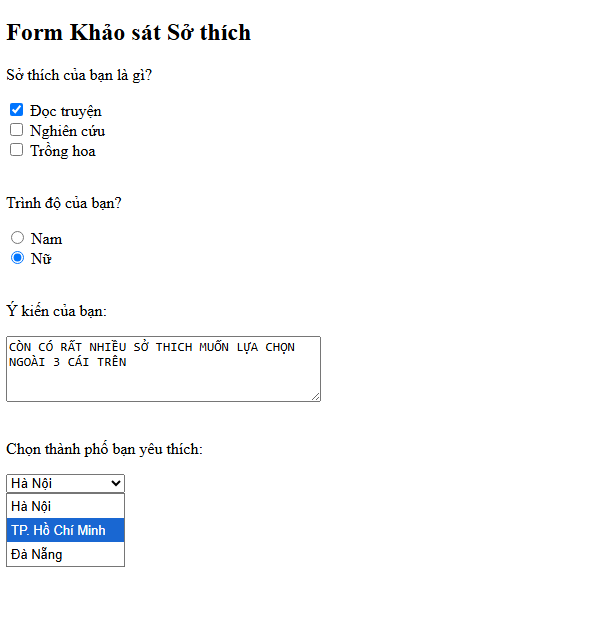 Form Khảo sát Sở thích
Sở thích của bạn là gì?
Đọc truyện
Nghiên cứu
Trồng hoa
Trình độ của bạn?
Nam
Nữ
Ý kiến của bạn:
CÒN CÓ RẤT NHIỀU SỞ THICH MUỐN LỰA CHỌN
NGOÀI 3 CÁI TRÊN
Chọn thành phố bạn yêu thích:
Hà Nội
Hà Nội
TP. Hồ Chí Minh
Đà Nẵng